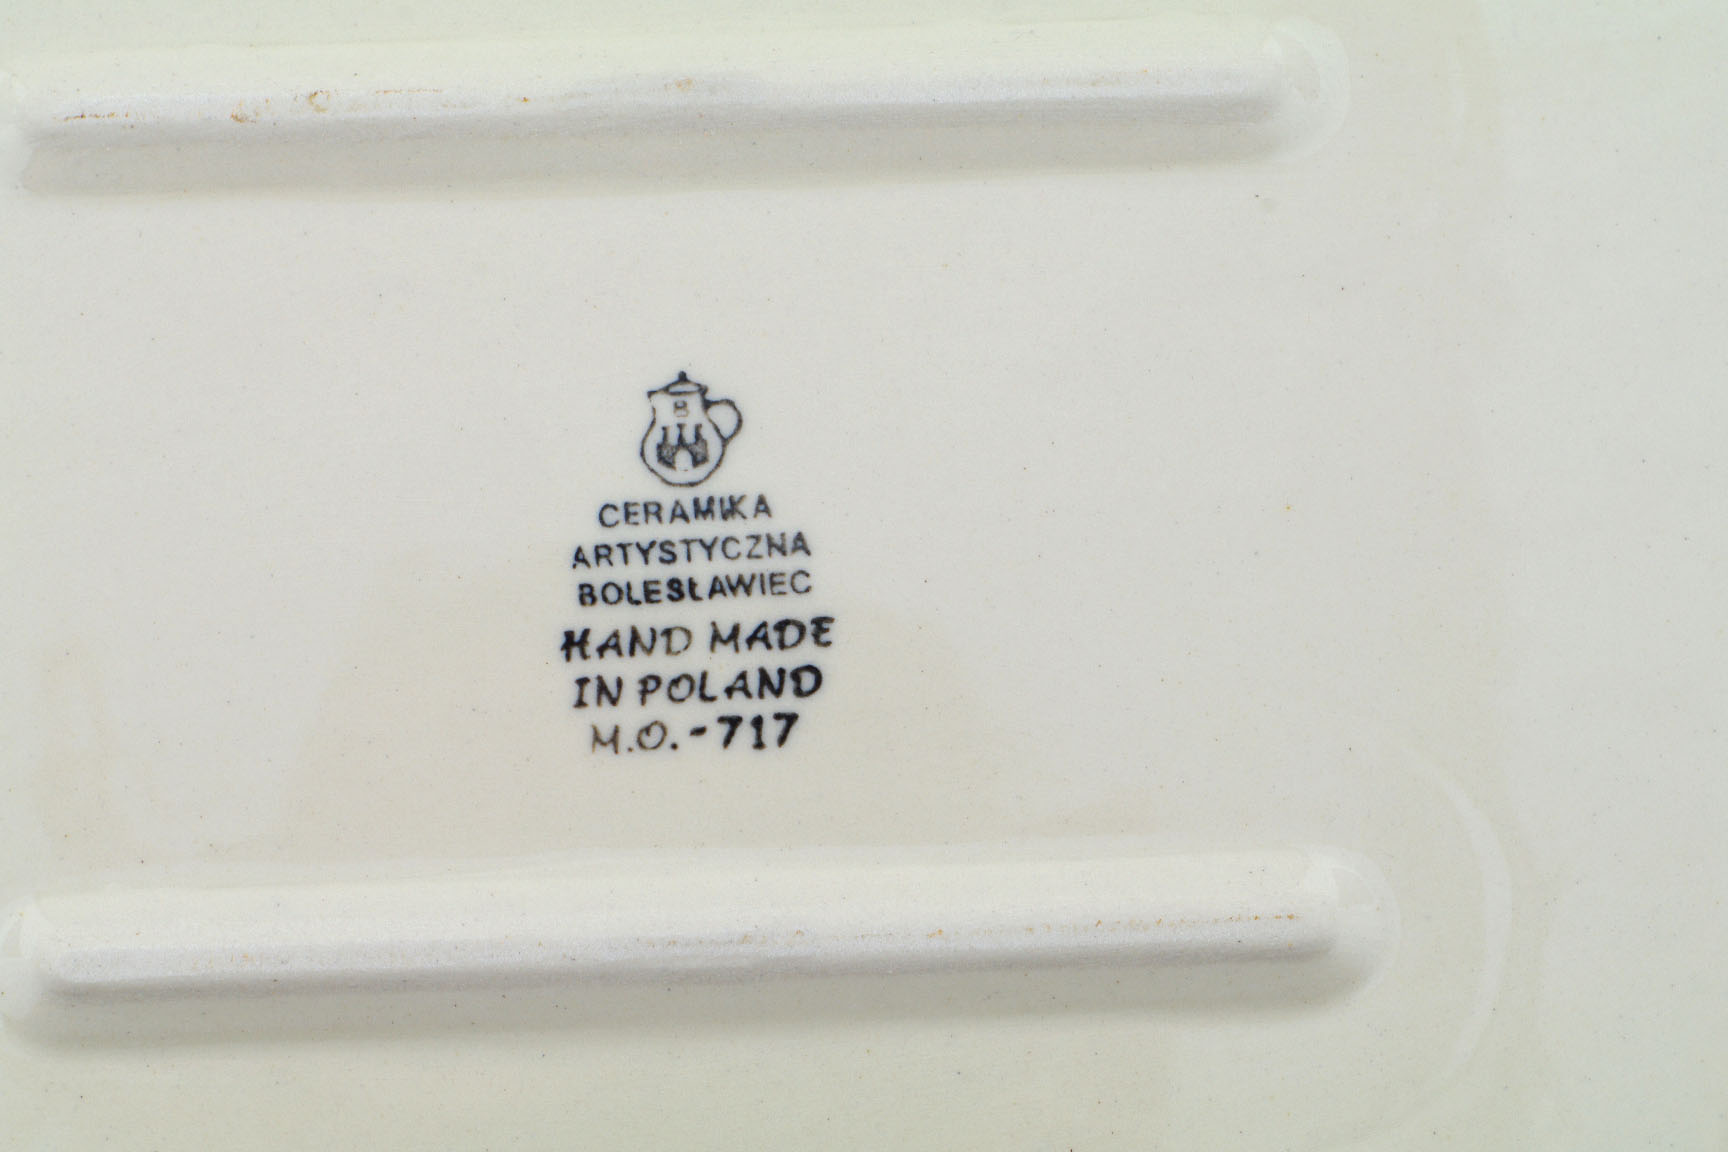 B
CERAMIKA
ARTYSTYCZNA
BOLESŁAWIEC
HAND MADE
IN POLAND
M.O.-717